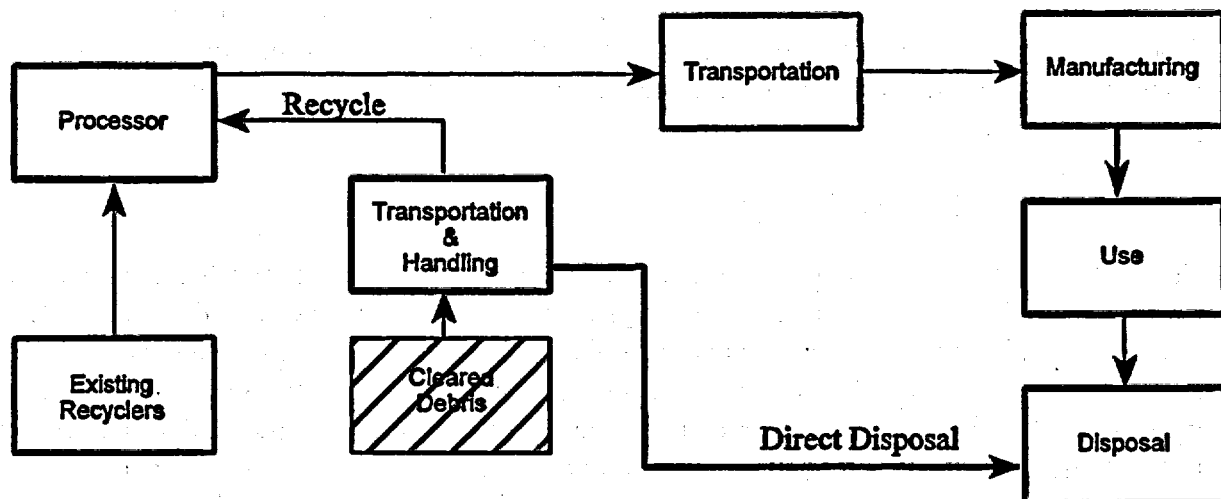 Transportation
Manufacturing
Processor
Recycle
Transportation
&
Handling
Use
Existing
Recyclers
Cleared
Debris
Direct Disposal
Disposal